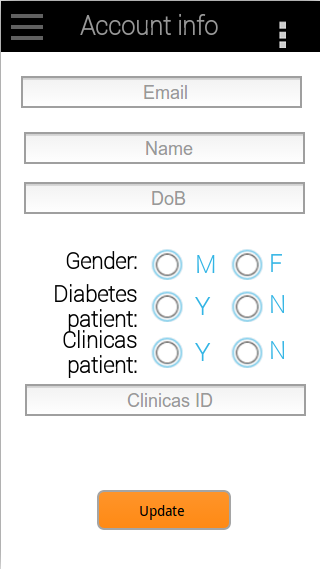 Account info
Email
Name
DoB
Gender: M F
Diabetes
patient: Y N
Clinicas
patient: Y N
Clinicas ID
Update